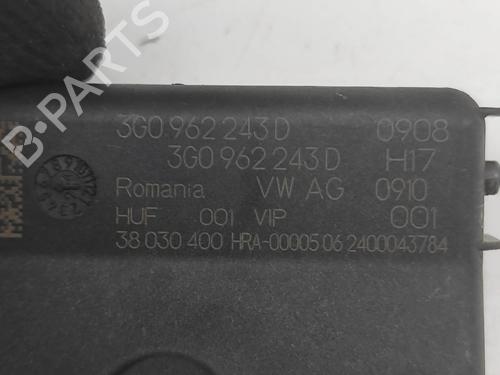 3G0 962 243 D 0908
3G0 962 243 D H17
Romania VW AG 0910
HUF 001 VIP 001
38 030 400 HRA-00005 06 2400043784
B-PARTS